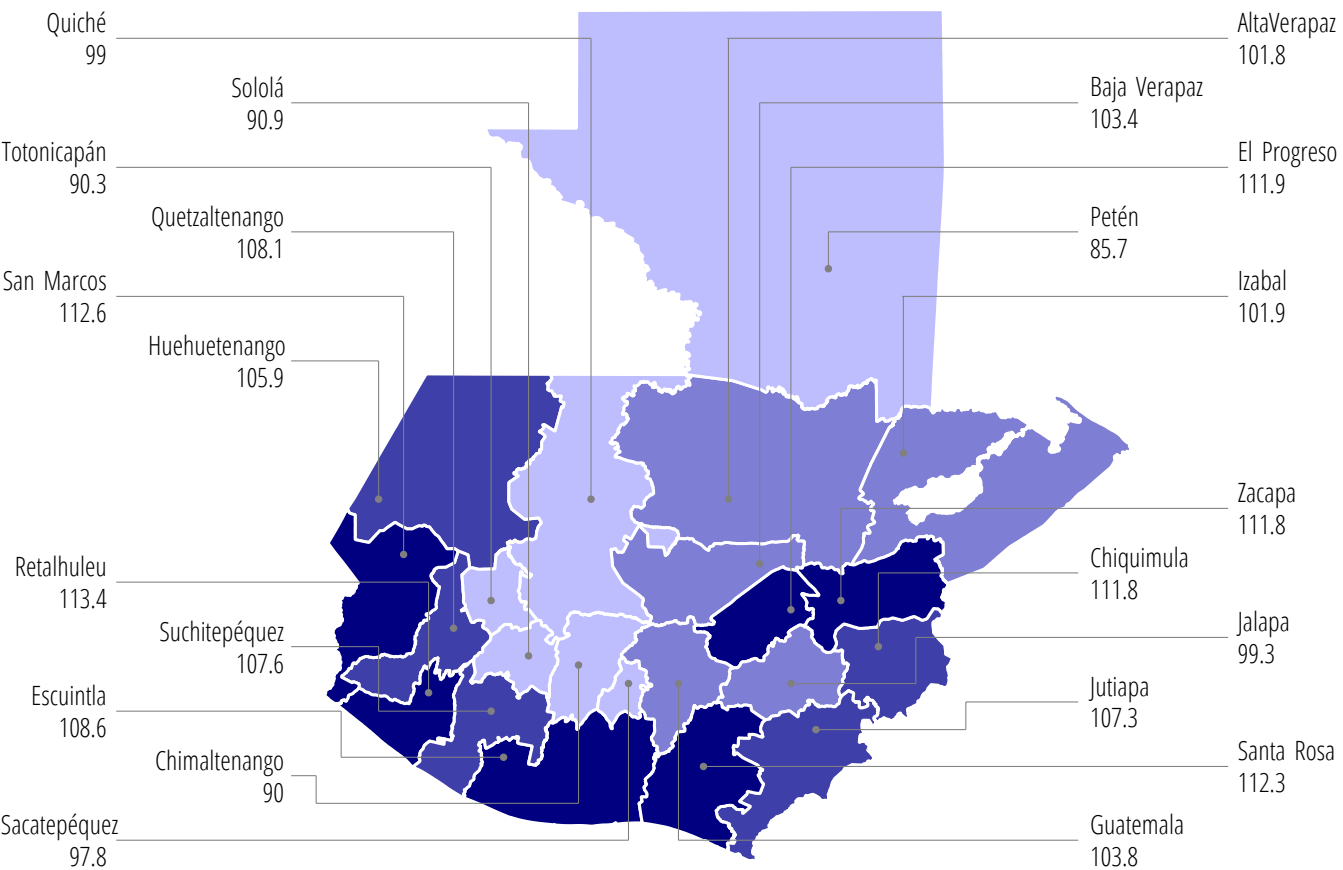 Quiché
99
Sololá
90.9
Totonicapán
90.3
Quetzaltenango
108.1
San Marcos
112.6
Huehuetenango
105.9
Retalhuleu
113.4
Suchitepéquez
107.6
Escuintla
108.6
Chimaltenango
90
Sacatepéquez
97.8
AltaVerapaz
101.8
Baja Verapaz
103.4
El Progreso
111.9
Petén
85.7
Izabal
101.9
Zacapa
111.8
Chiquimula
111.8
Jalapa
99.3
Jutiapa
107.3
Santa Rosa
112.3
Guatemala
103.8